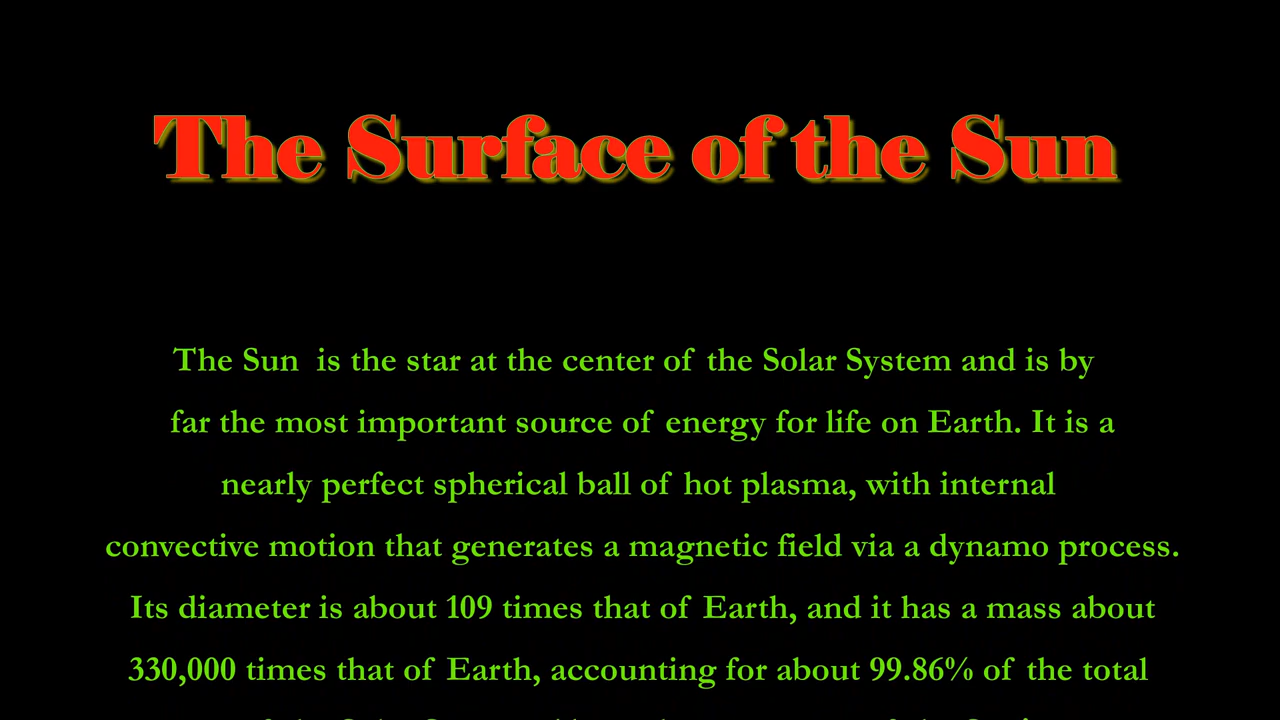 The Surface of the Sun
The Sun  is the star at the center of the Solar System and is by
far the most important source of energy for life on Earth. It is a
nearly perfect spherical ball of hot plasma, with internal
convective motion that generates a magnetic field via a dynamo process.
Its diameter is about 109 times that of Earth, and it has a mass about
330,000 times that of Earth, accounting for about 99.86% of the total